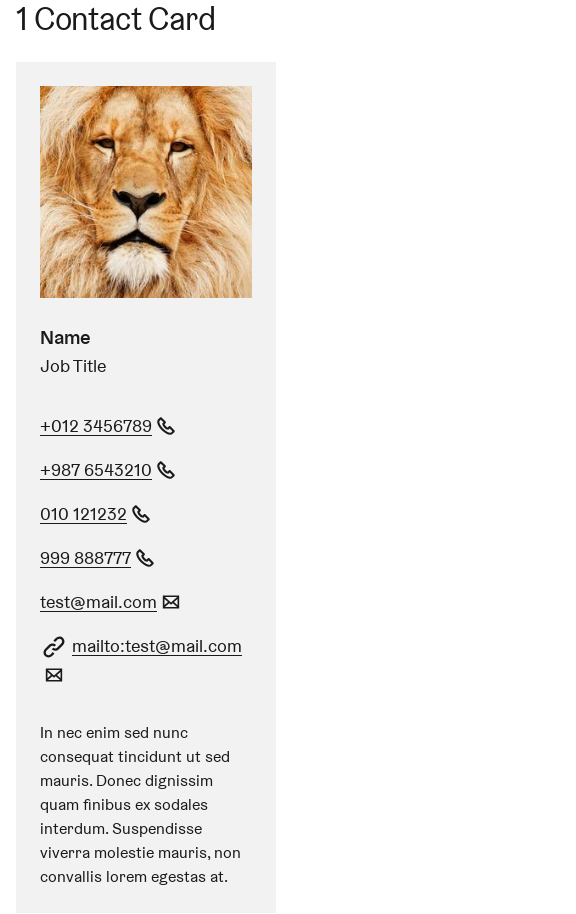 1 Contact Card
Name
Job Title
+012 3456789
+987 6543210
010 121232
999 888777
test@mail.com
mailto:test@mail.com
In nec enim sed nunc
consequat tincidunt ut sed
mauris. Donec dignissim
quam finibus ex sodales
interdum. Suspendisse
viverra molestie mauris, non
convallis lorem egestas at.